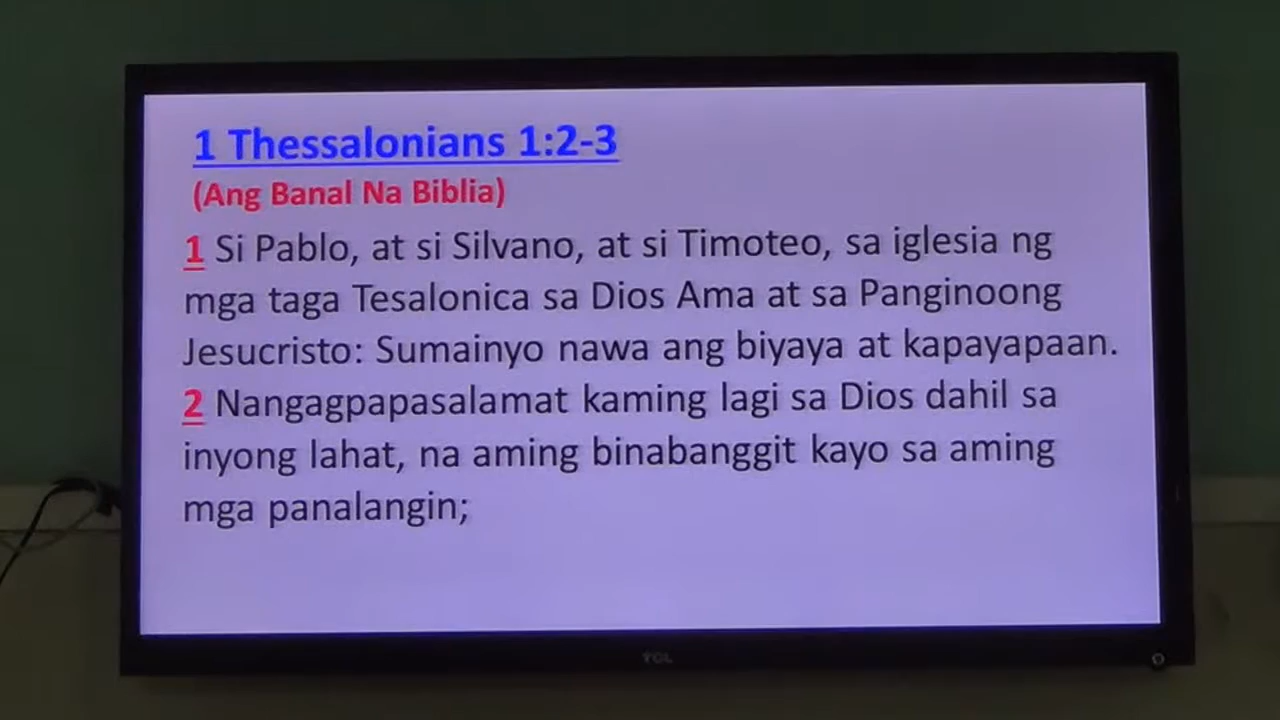 1 Thessalonians 1:2-3
(Ang Banal Na Biblia)
1 Si Pablo, at si Silvano, at si Timoteo, sa iglesia ng
mga taga Tesalonica sa Dios Ama at sa Panginoong
Jesucristo: Sumainyo nawa ang biyaya at kapayapaan.
2 Nangagpapasalamat kaming lagi sa Dios dahil sa
inyong lahat, na aming binabanggit kayo sa aming
mga panalangin;
TCL